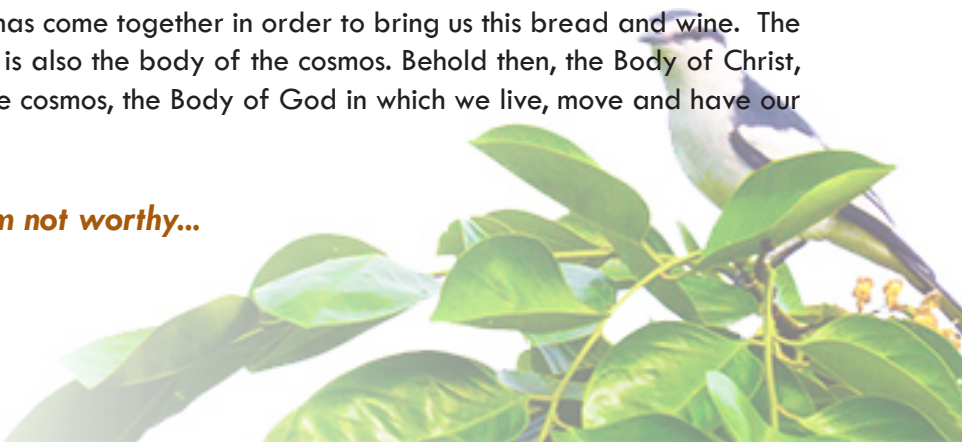 has come together in order to bring us this bread and wine. The
is also the body of the cosmos. Behold then, the Body of Christ,
cosmos, the Body of God in which we live, move and have our
not worthy...